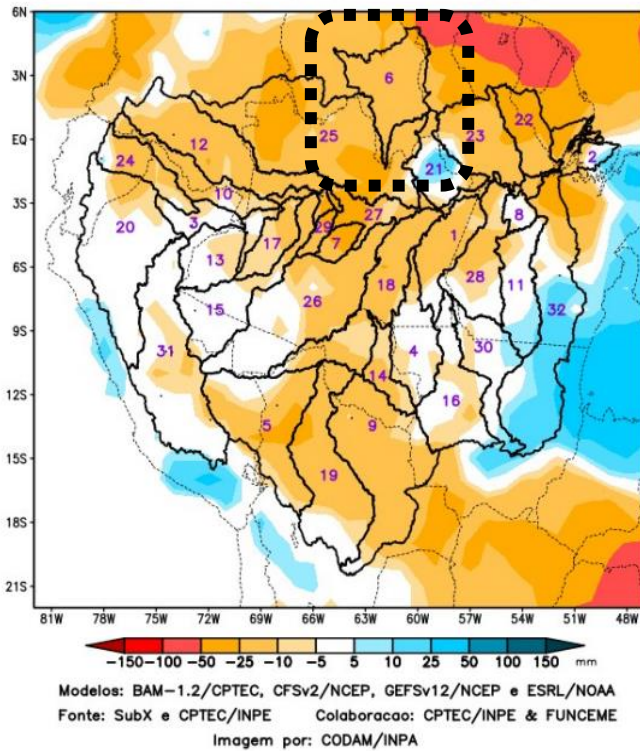 6N
3N
EQ
3S
6S
9S
12S
15S
18S
21S
6
25
22
23
12
24
21
2
10
3
20
29
27
8
7
17
1
13
28
18
11
15
26
32
31
4
30
14
16
5
9
19
81W 78W 75W 72W 69W 66W 63W 60W 57W 54W 51W 48W
-150 -100 -50 -25 -10 -5 5 10 25 50 100 150 mm
Modelos: BAM-1.2/CPTEC, CFSv2/NCEP, GEFSv12/NCEP e ESRL/NOAA
Fonte: SubX e CPTEC/INPE Colaboracao: CPTEC/INPE & FUNCEME
Imagem por: CODAM/INPA